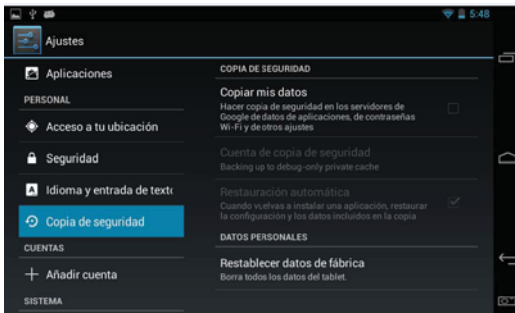 5:48
Ajustes
Aplicaciones
PERSONAL
Acceso a tu ubicación
Seguridad
A Idioma y entrada de texto
Copia de seguridad
CUENTAS
Añadir cuenta
SISTEMA
COPIA DE SEGURIDAD
Copiar mis datos
Hacer copia de seguridad en los servidores de
Google de datos de aplicaciones, de contraseñas
Wi-Fi y de otros ajustes
Cuenta de copia de seguridad
Backing up to debug-only private cache
Restauración automática
Cuando vuelvas a instalar una aplicación, restaurar
la configuración y los datos incluidos en la copia
DATOS PERSONALES
Restablecer datos de fábrica
Borra todos los datos del tablet.